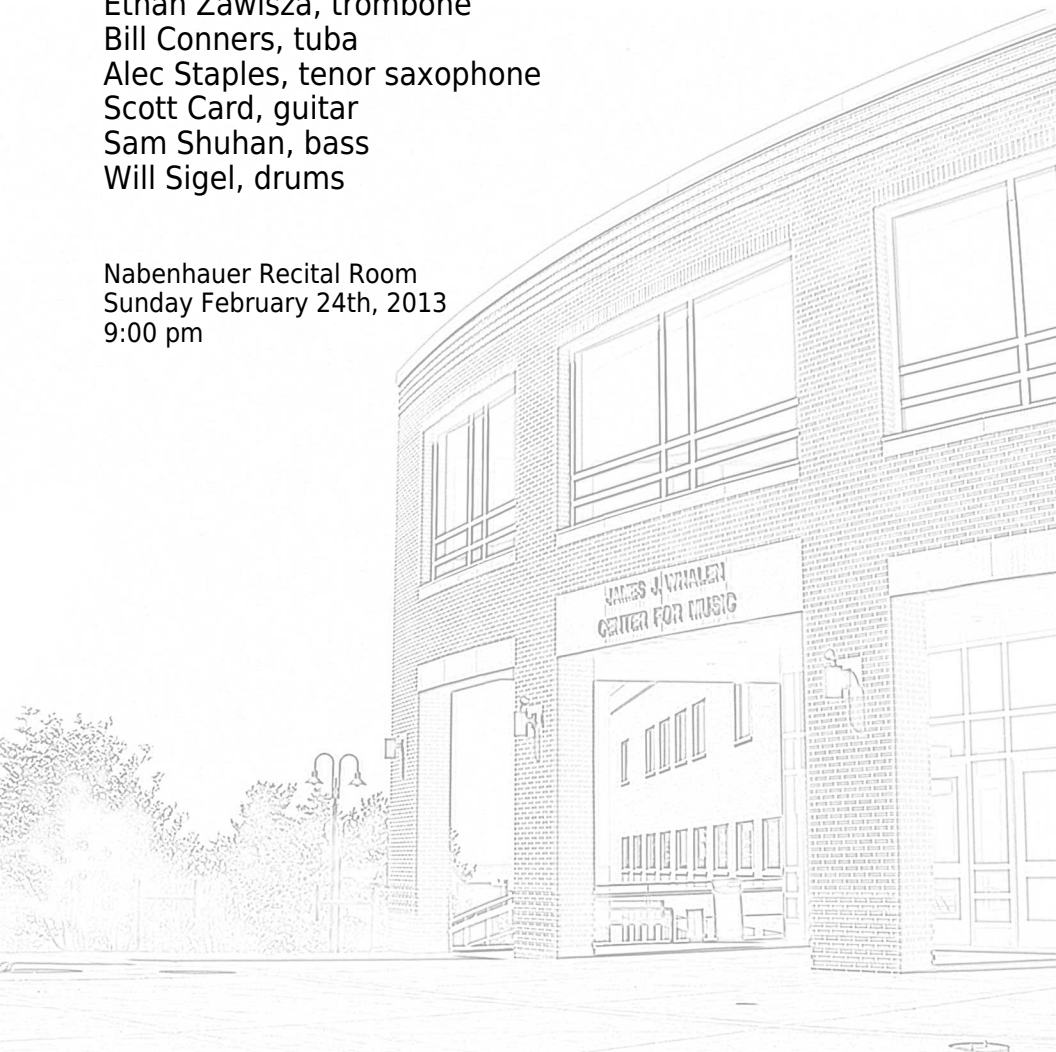 Ethan Zawisza, trombone
Bill Conners, tuba
Alec Staples, tenor saxophone
Scott Card, guitar
Sam Shuhan, bass
Will Sigel, drums
Nabenhauer Recital Room
Sunday February 24th, 2013
9:00 pm
JAMES J. WHALEN
CENTER FOR MUSIC